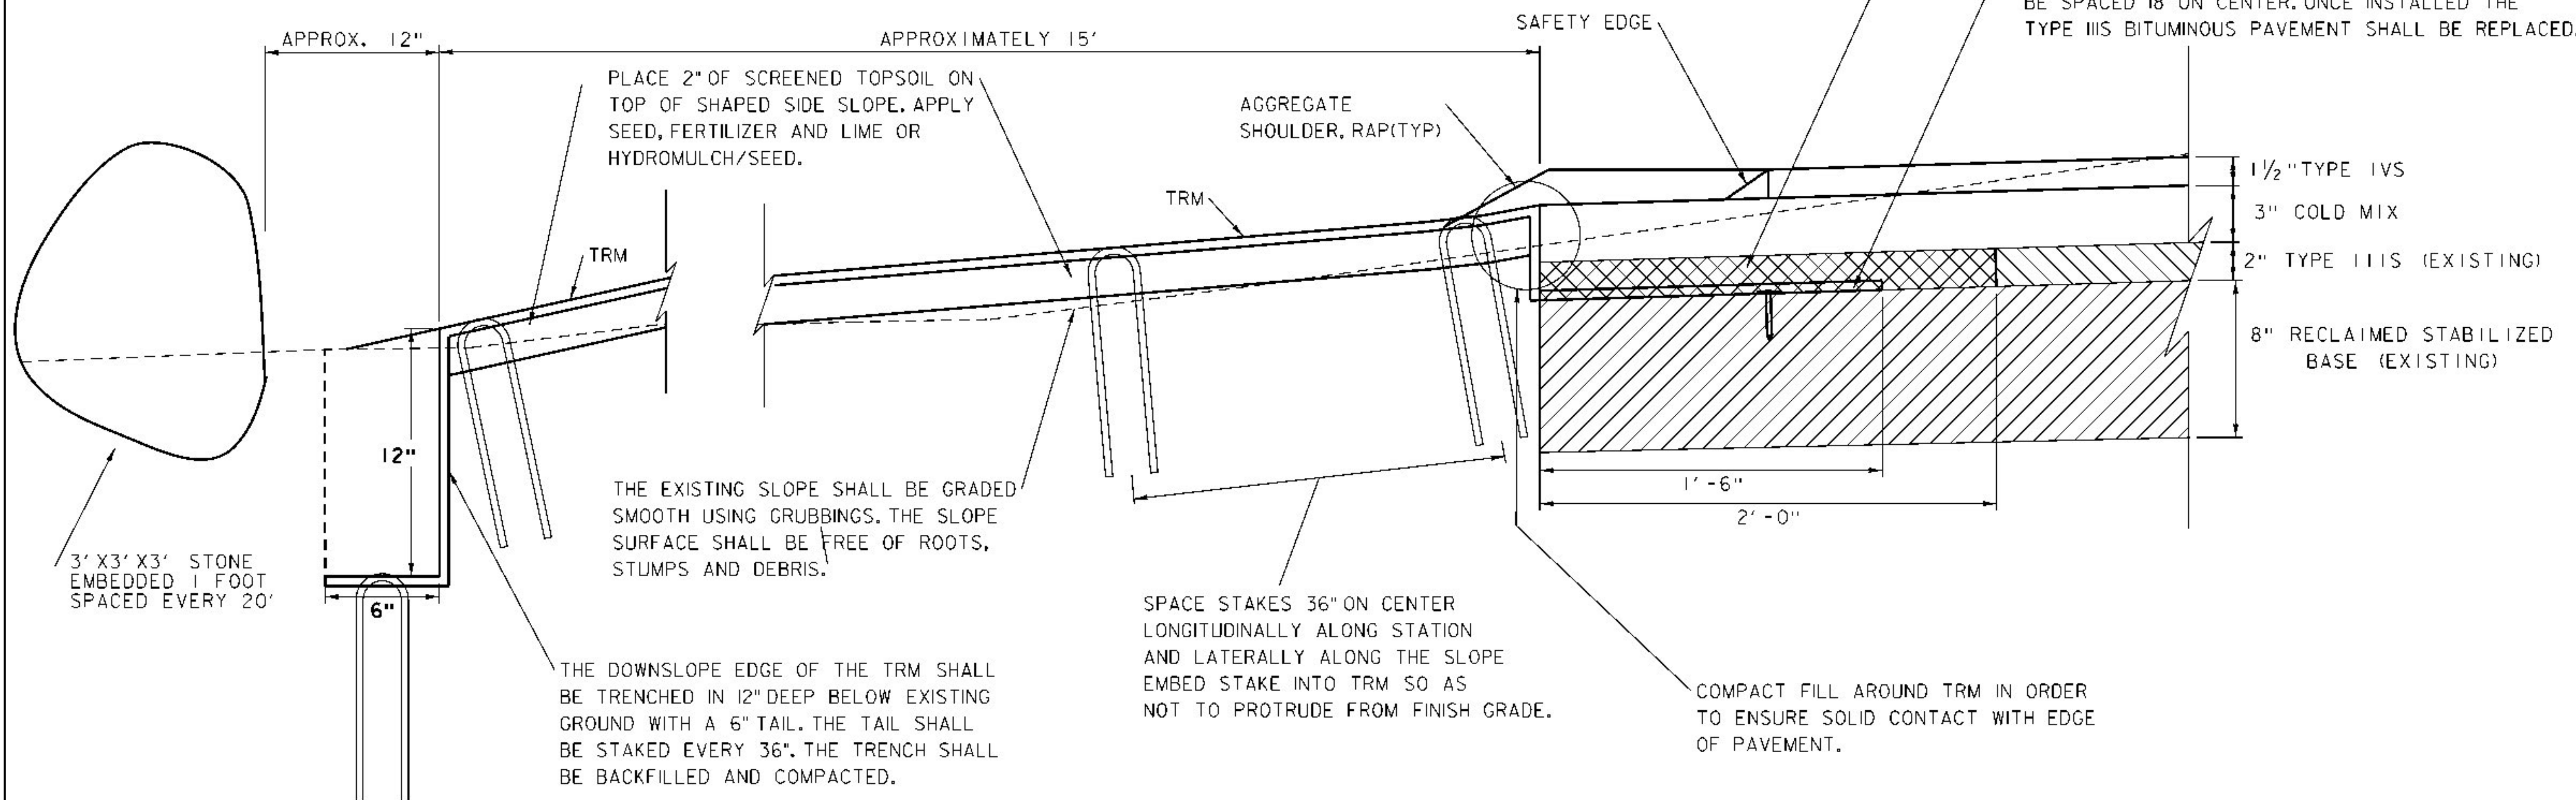 BE SPACED 18" ON CENTER. ONCE INSTALLED THE
TYPE IIIS BITUMINOUS PAVEMENT SHALL BE REPLACED.
SAFETY EDGE
APPROX. 12"
APPROXIMATELY 15'
PLACE 2" OF SCREENED TOPSOIL ON
TOP OF SHAPED SIDE SLOPE. APPLY
SEED, FERTILIZER AND LIME OR
HYDROMULCH/SEED.
AGGREGATE
SHOULDER, RAP(TYP)
TRM
TRM
1 1/2" TYPE IVS
3" COLD MIX
2" TYPE IIIS (EXISTING)
8" RECLAIMED STABILIZED
BASE (EXISTING)
12"
6"
1'-6"
2'-0"
3'X3'X3' STONE
EMBEDDED 1 FOOT
SPACED EVERY 20'
THE EXISTING SLOPE SHALL BE GRADED
SMOOTH USING GRUBBINGS. THE SLOPE
SURFACE SHALL BE FREE OF ROOTS,
STUMPS AND DEBRIS.
THE DOWNSLOPE EDGE OF THE TRM SHALL
BE TRENCHED IN 12" DEEP BELOW EXISTING
GROUND WITH A 6" TAIL. THE TAIL SHALL
BE STAKED EVERY 36". THE TRENCH SHALL
BE BACKFILLED AND COMPACTED.
SPACE STAKES 36" ON CENTER
LONGITUDINALLY ALONG STATION
AND LATERALLY ALONG THE SLOPE
EMBED STAKE INTO TRM SO AS
NOT TO PROTRUDE FROM FINISH GRADE.
COMPACT FILL AROUND TRM IN ORDER
TO ENSURE SOLID CONTACT WITH EDGE
OF PAVEMENT.